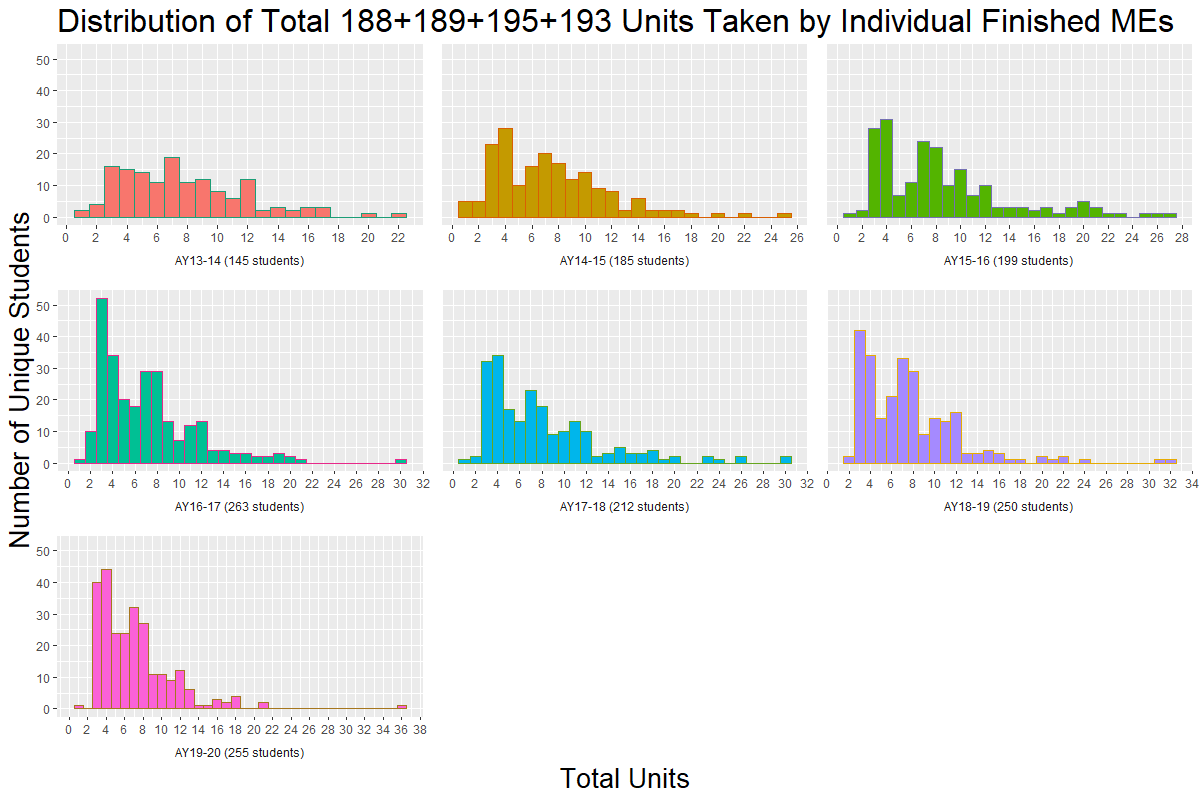 Distribution of Total 188+189+195+193 Units Taken by Individual Finished MEs
Number of Unique Students
50
40
30
20
10
0
0 2 4 6 8 10 12 14 16 18 20 22
AY13-14 (145 students)
0 2 4 6 8 10 12 14 16 18 20 22 24 26
AY14-15 (185 students)
0 2 4 6 8 10 12 14 16 18 20 22 24 26 28
AY15-16 (199 students)
50
40
30
20
10
0
0 2 4 6 8 10 12 14 16 18 20 22 24 26 28 30 32
AY16-17 (263 students)
0 2 4 6 8 10 12 14 16 18 20 22 24 26 28 30 32
AY17-18 (212 students)
0 2 4 6 8 10 12 14 16 18 20 22 24 26 28 30 32 34
AY18-19 (250 students)
50
40
30
20
10
0
0 2 4 6 8 10 12 14 16 18 20 22 24 26 28 30 32 34 36 38
AY19-20 (255 students)
Total Units